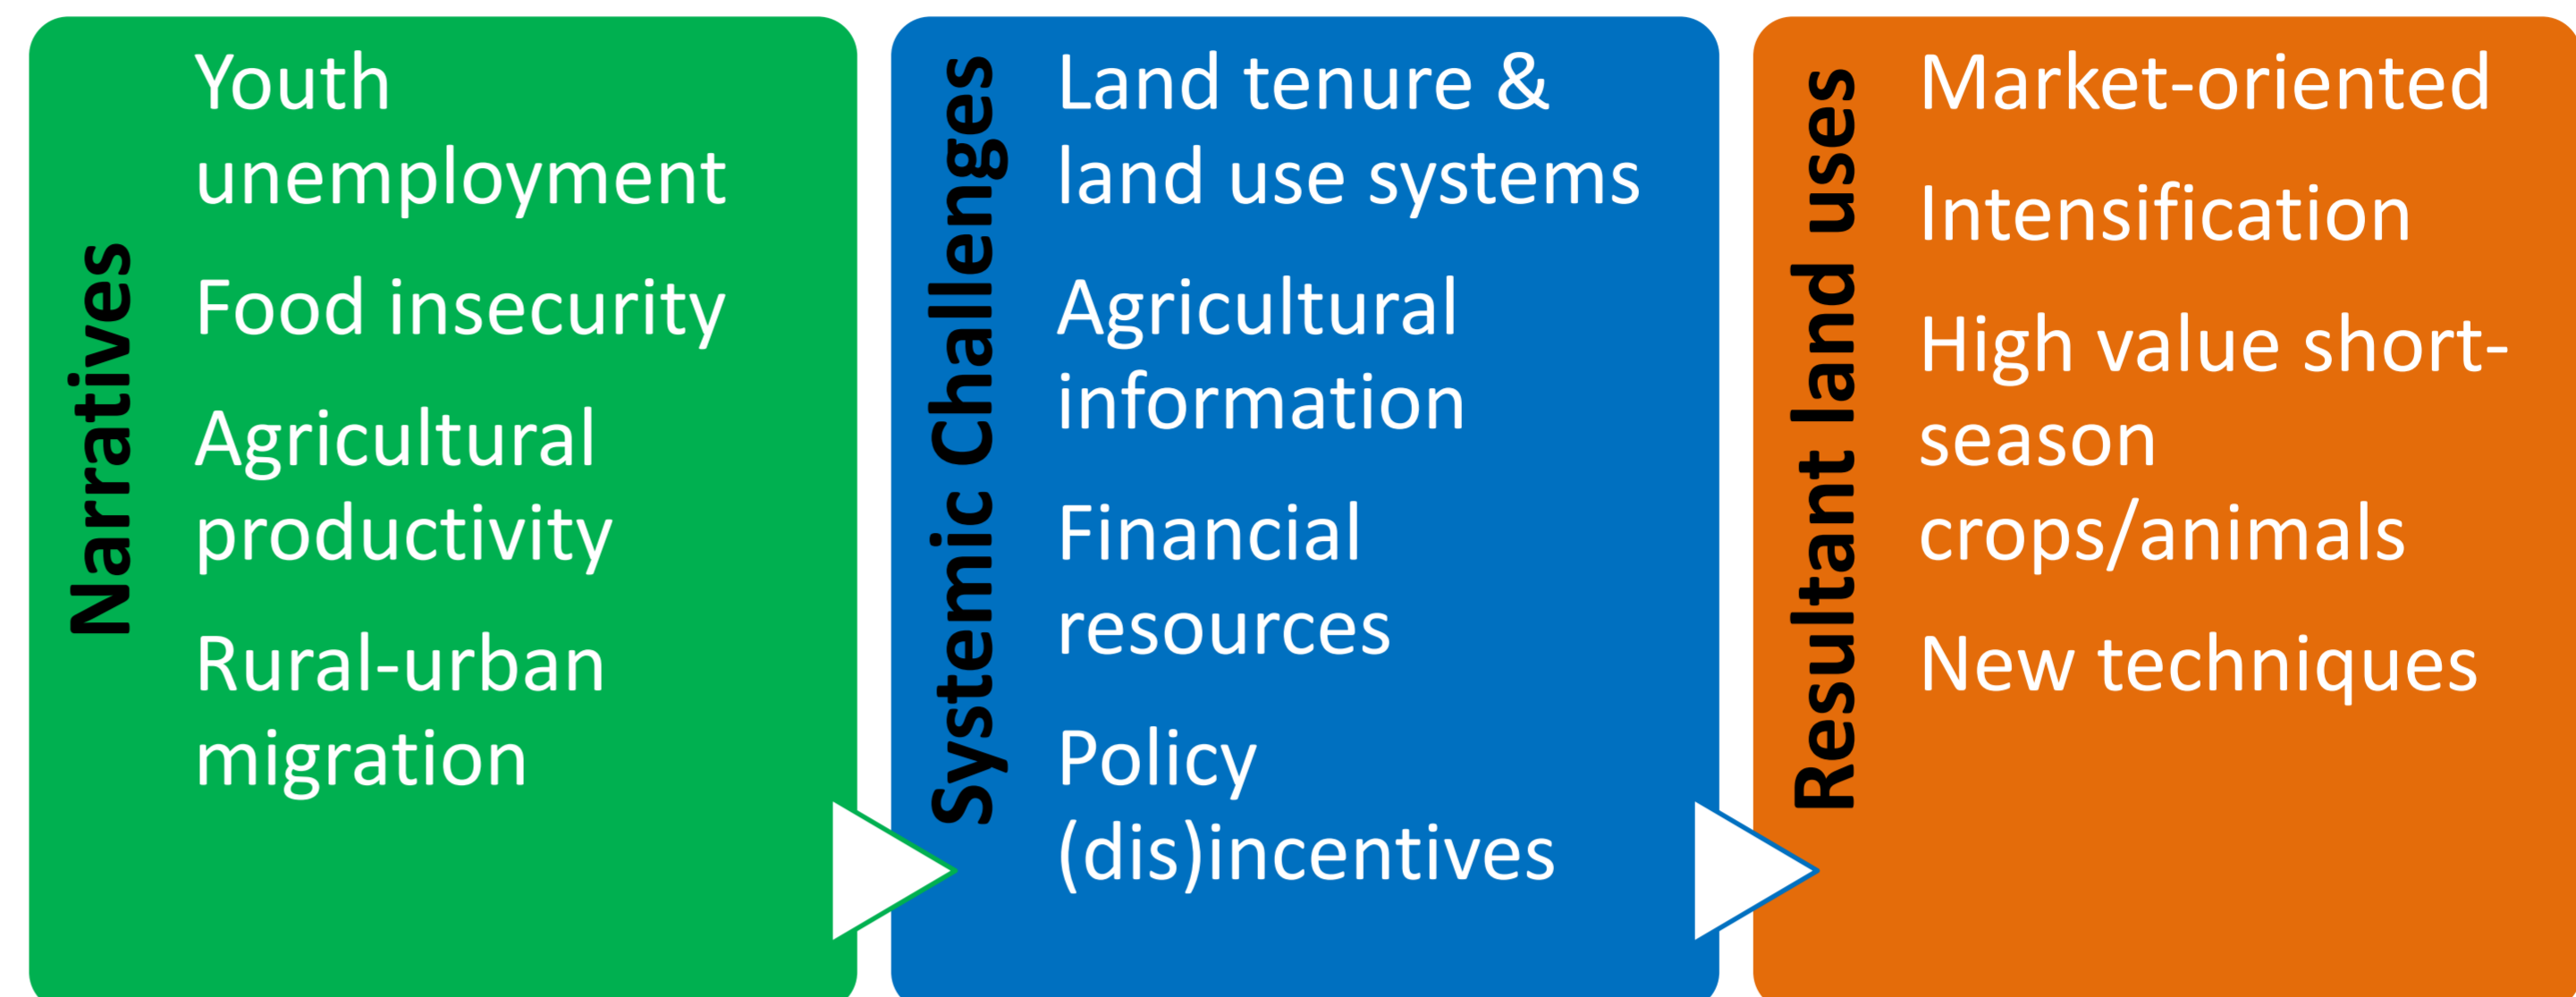 Narratives
Youth
unemployment
Food insecurity
Agricultural
productivity
Rural-urban
migration
Systemic Challenges
Land tenure &
land use systems
Agricultural
information
Financial
resources
Policy
(dis)incentives
Resultant land uses
Market-oriented
Intensification
High value short-
season
crops/animals
New techniques